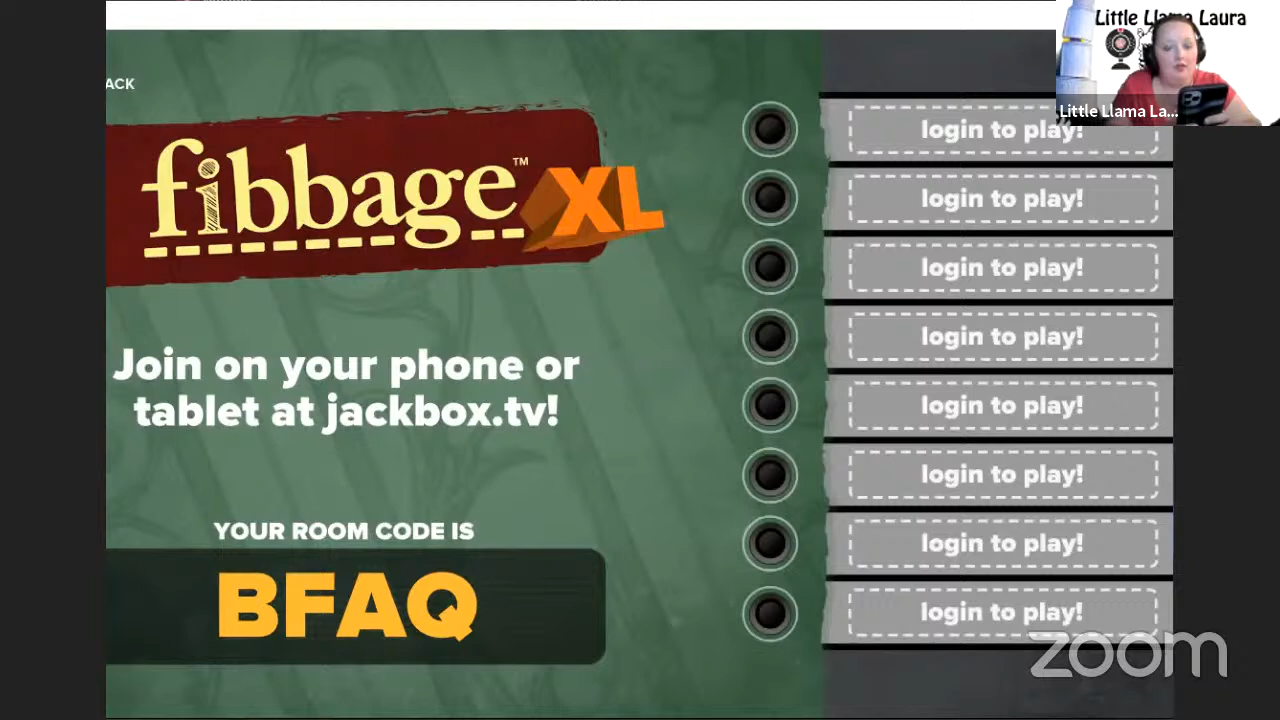 ACK
fibbage™ XL
Join on your phone or
tablet at jackbox.tv!
YOUR ROOM CODE IS
BFAQ
Little Llama Laura
Little Llama La...
login to play!
login to play!
login to play!
login to play!
login to play!
login to play!
login to play!
login to play!
zoom